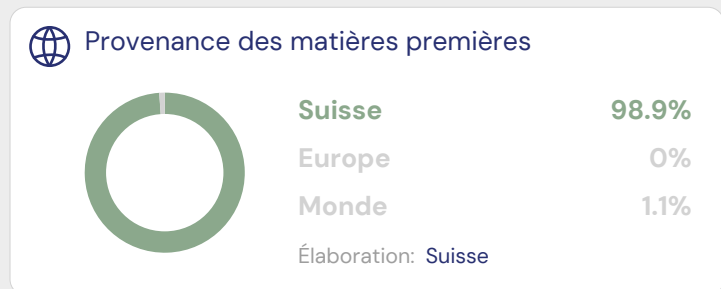 Provenance des matières premières
Suisse 98.9%
Europe 0%
Monde 1.1%
Élaboration: Suisse